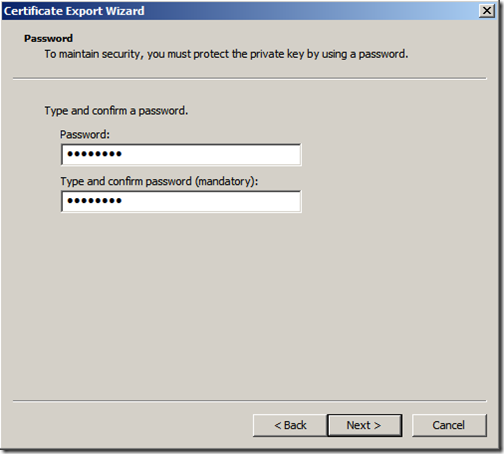 Certificate Export Wizard
Password
To maintain security, you must protect the private key by using a password.
Type and confirm a password.
Password:
••••••••
Type and confirm password (mandatory):
••••••••
< Back Next > Cancel